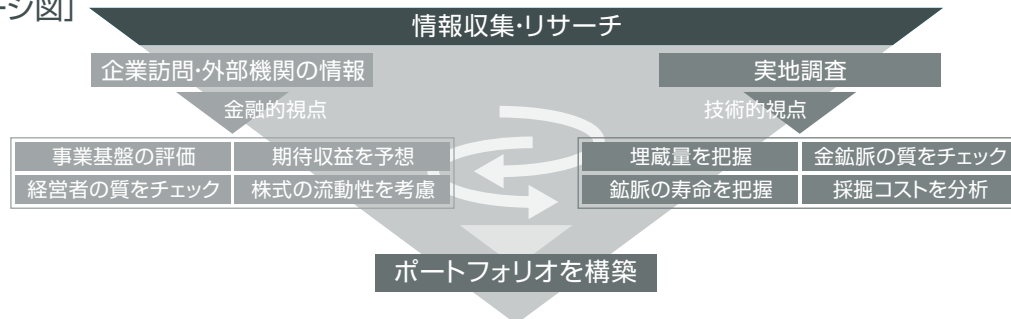 ージ図］
情報収集・リサーチ
企業訪問・外部機関の情報
実地調査
金融的視点
技術的視点
事業基盤の評価
期待収益を予想
経営者の質をチェック
株式の流動性を考慮
埋蔵量を把握
金鉱脈の質をチェック
鉱脈の寿命を把握
採掘コストを分析
ポートフォリオを構築